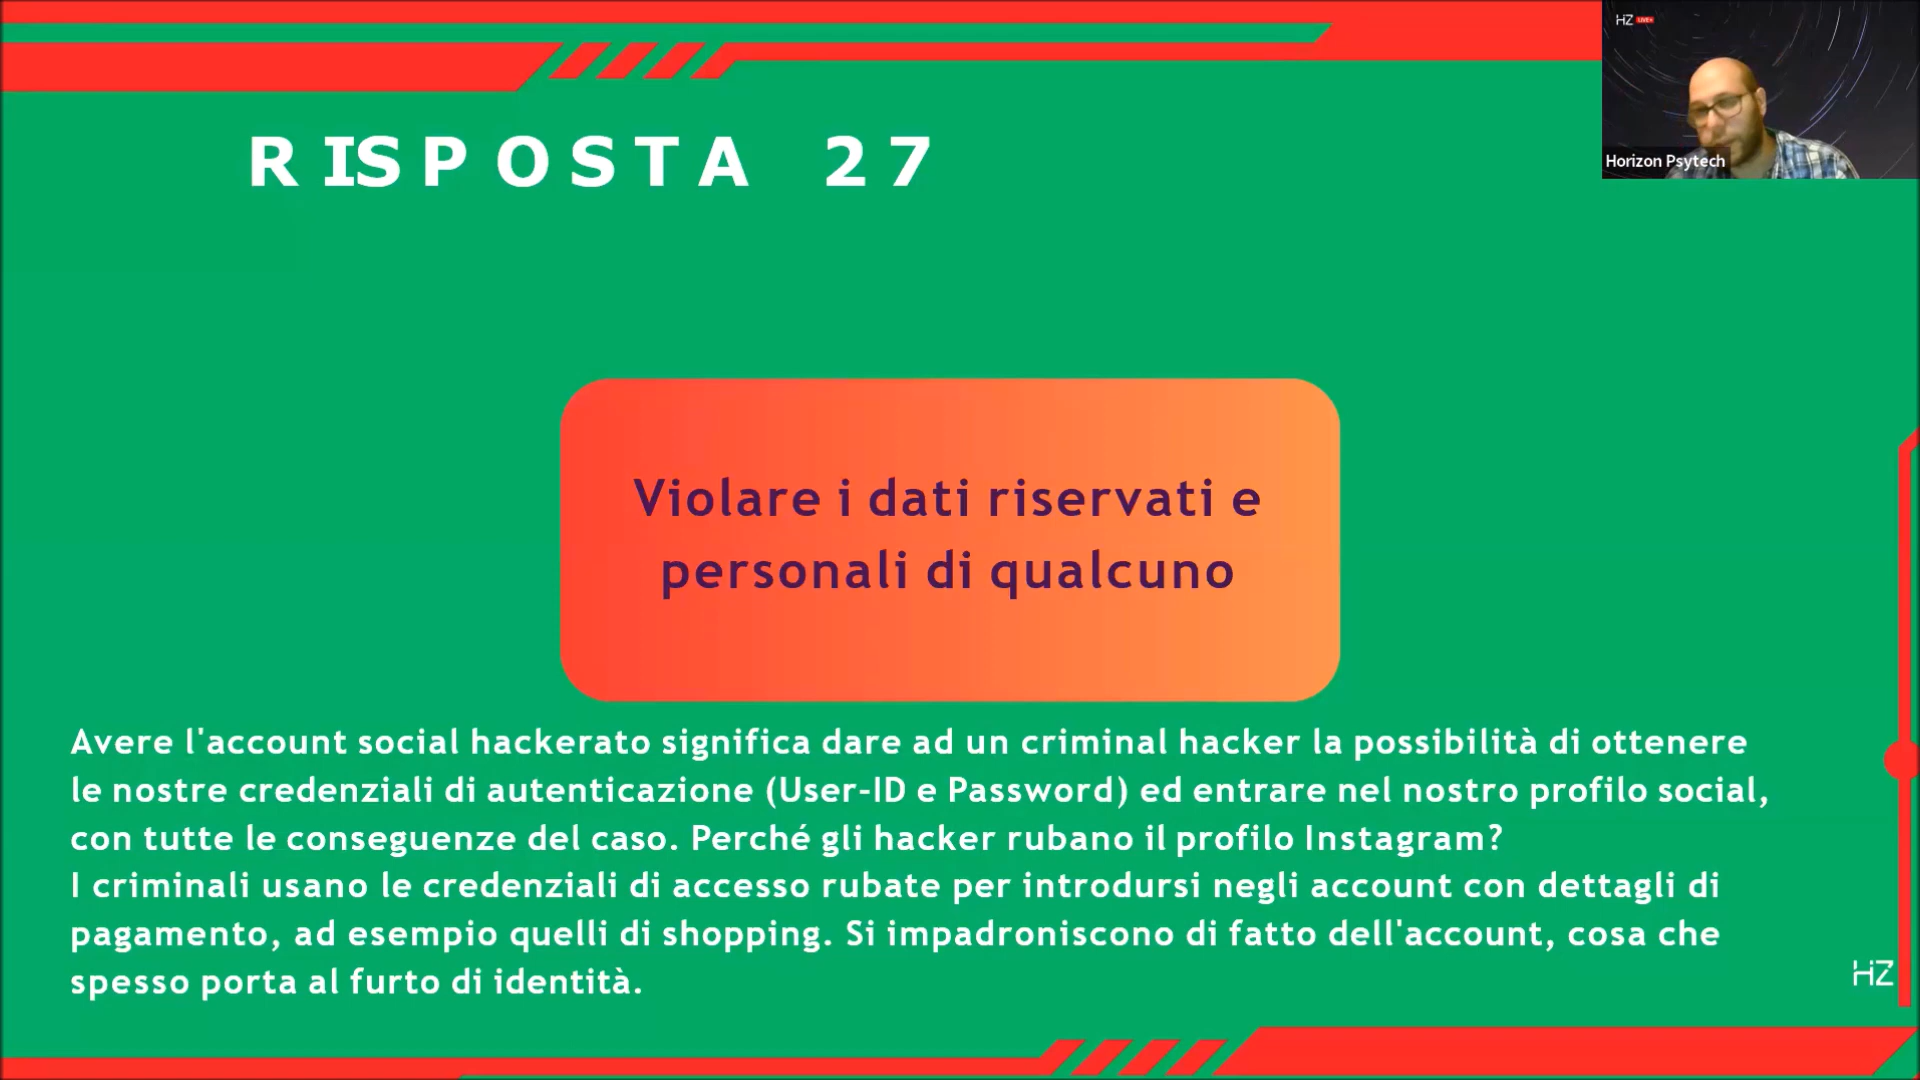 HZ LIVE+
Horizon Psytech
RISPOSTA 27
Violare i dati riservati e
personali di qualcuno
Avere l'account social hackerato significa dare ad un criminal hacker la possibilità di ottenere
le nostre credenziali di autenticazione (User-ID e Password) ed entrare nel nostro profilo social,
con tutte le conseguenze del caso. Perché gli hacker rubano il profilo Instagram?
I criminali usano le credenziali di accesso rubate per introdursi negli account con dettagli di
pagamento, ad esempio quelli di shopping. Si impadroniscono di fatto dell'account, cosa che
spesso porta al furto di identità.
HZ